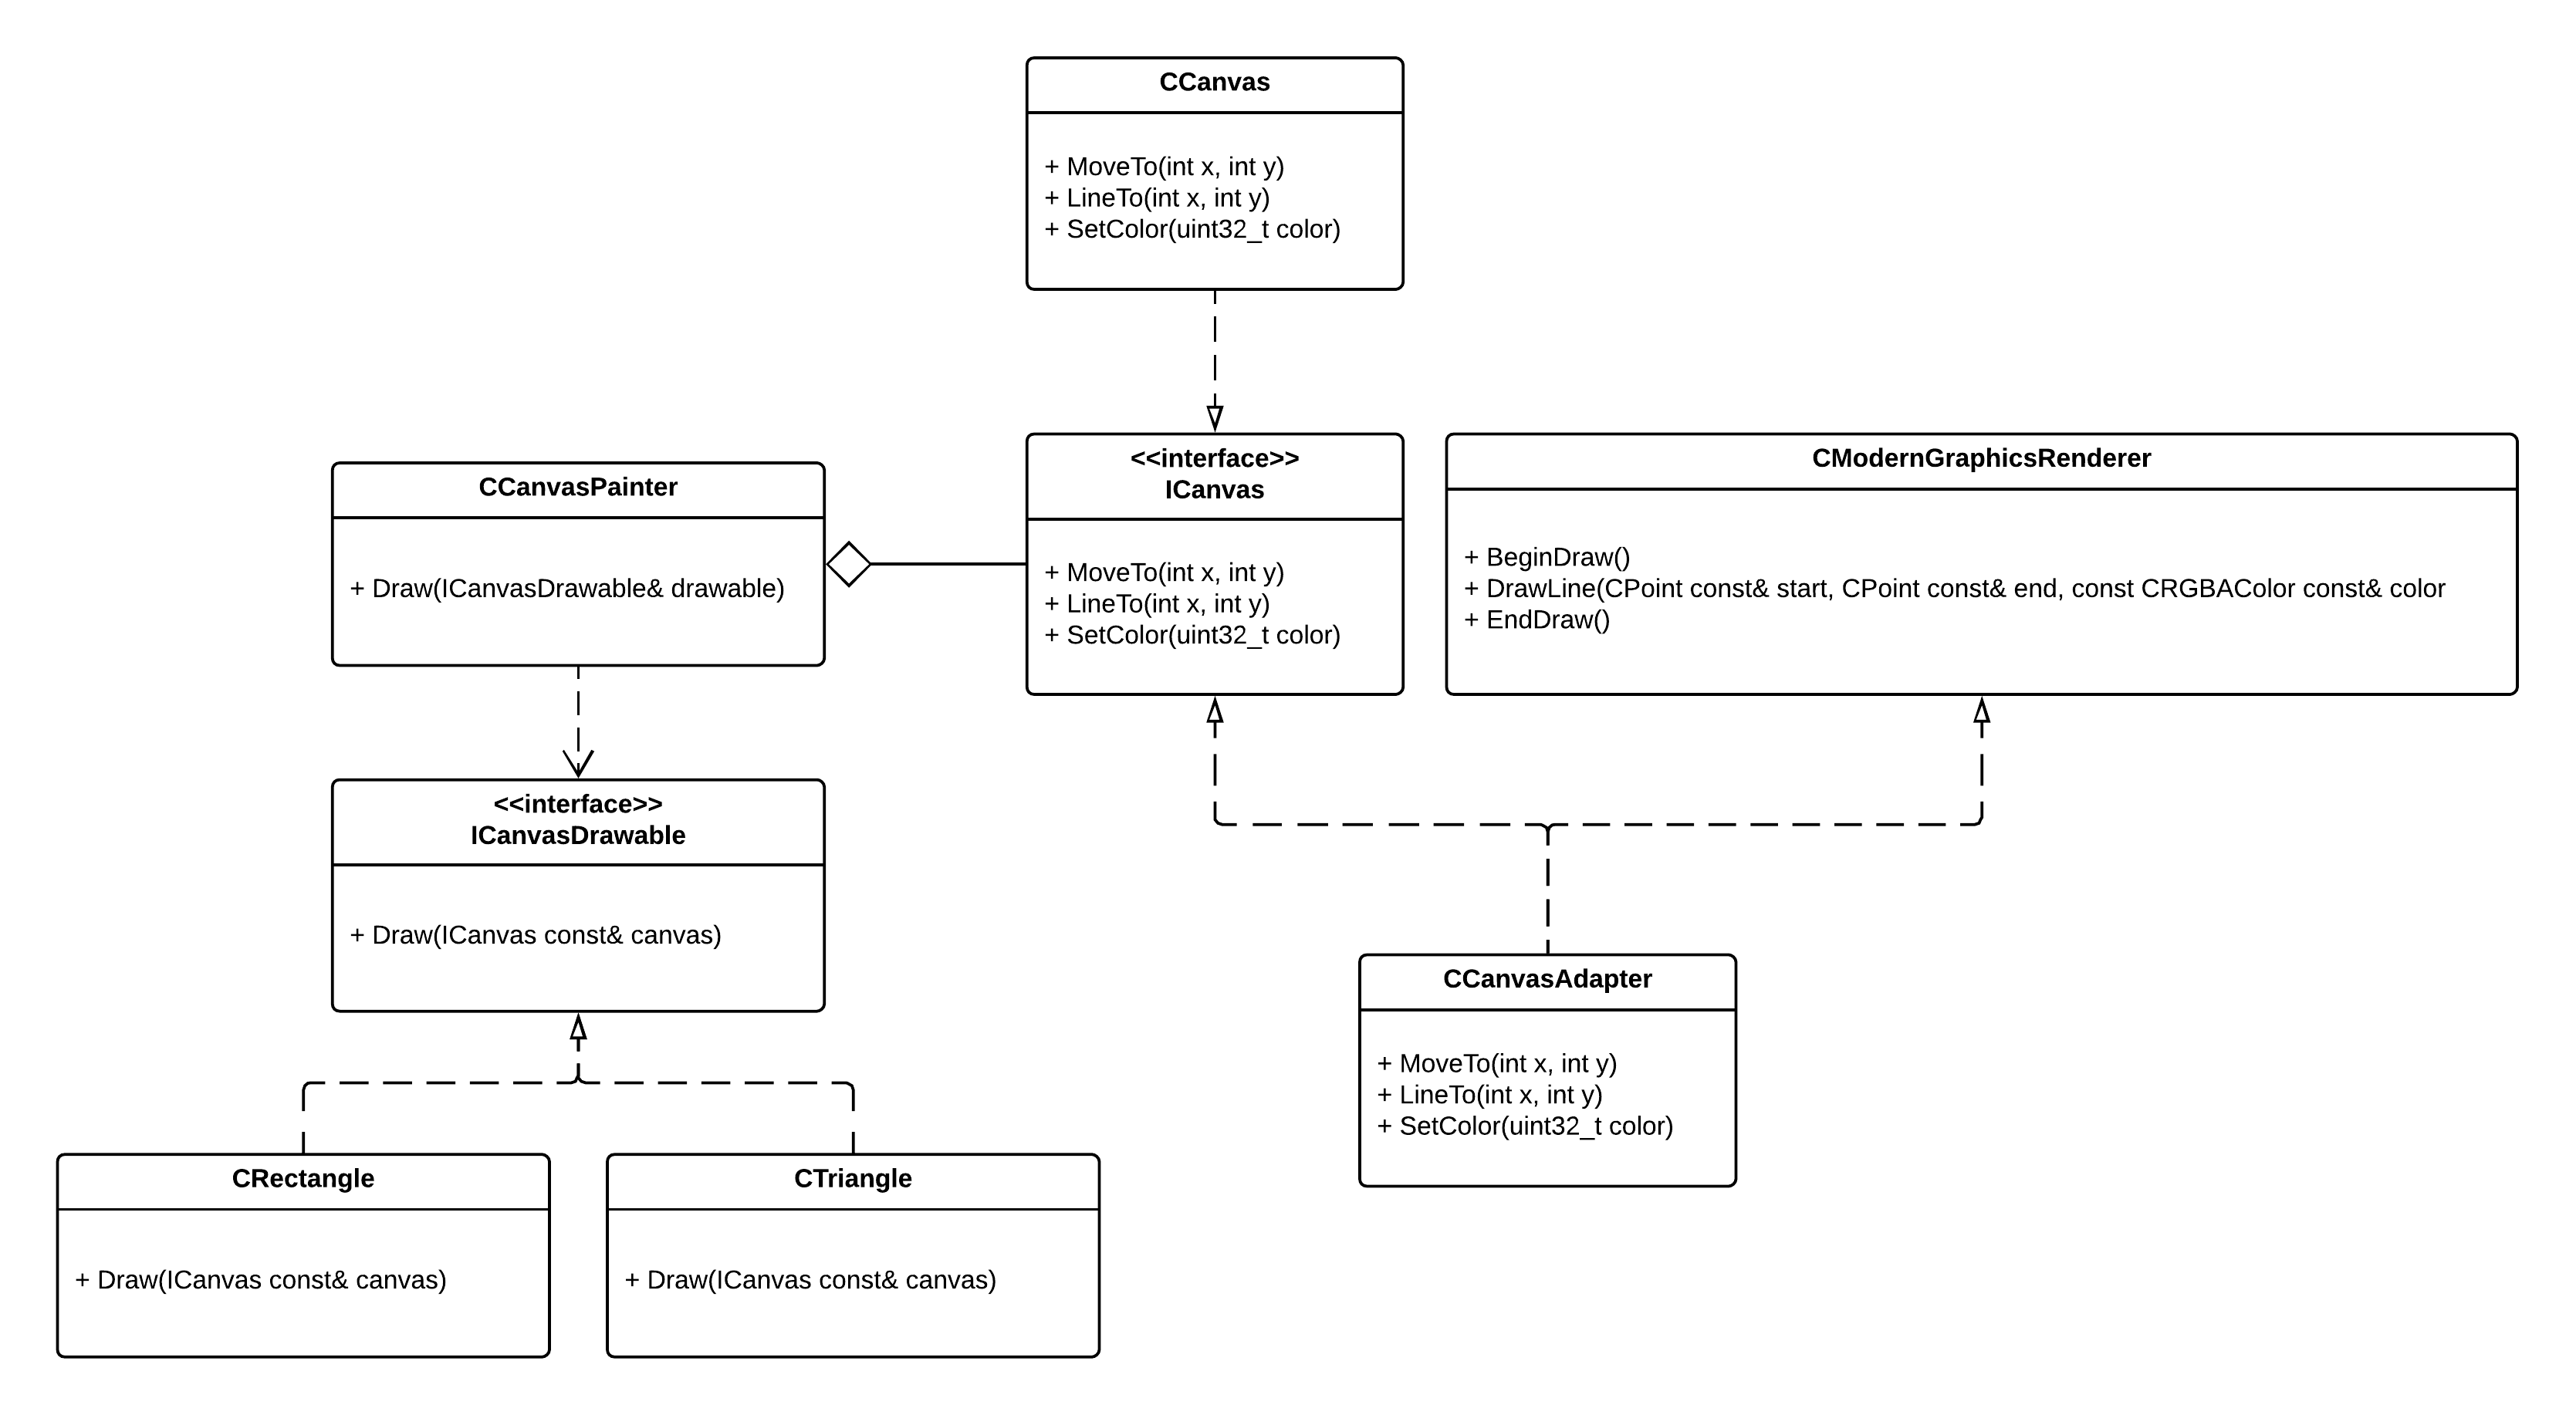 CCanvas
+ MoveTo(int x, int y)
+ LineTo(int x, int y)
+ SetColor(uint32_t color)
CCanvasPainter
+ Draw(ICanvasDrawable& drawable)
<<interface>>
ICanvas
+ MoveTo(int x, int y)
+ LineTo(int x, int y)
+ SetColor(uint32_t color)
CModernGraphicsRenderer
+ BeginDraw()
+ DrawLine(CPoint const& start, CPoint const& end, const CRGBAColor const& color
+ EndDraw()
<<interface>>
ICanvasDrawable
+ Draw(ICanvas const& canvas)
CCanvasAdapter
+ MoveTo(int x, int y)
+ LineTo(int x, int y)
+ SetColor(uint32_t color)
CRectangle
+ Draw(ICanvas const& canvas)
CTriangle
+ Draw(ICanvas const& canvas)